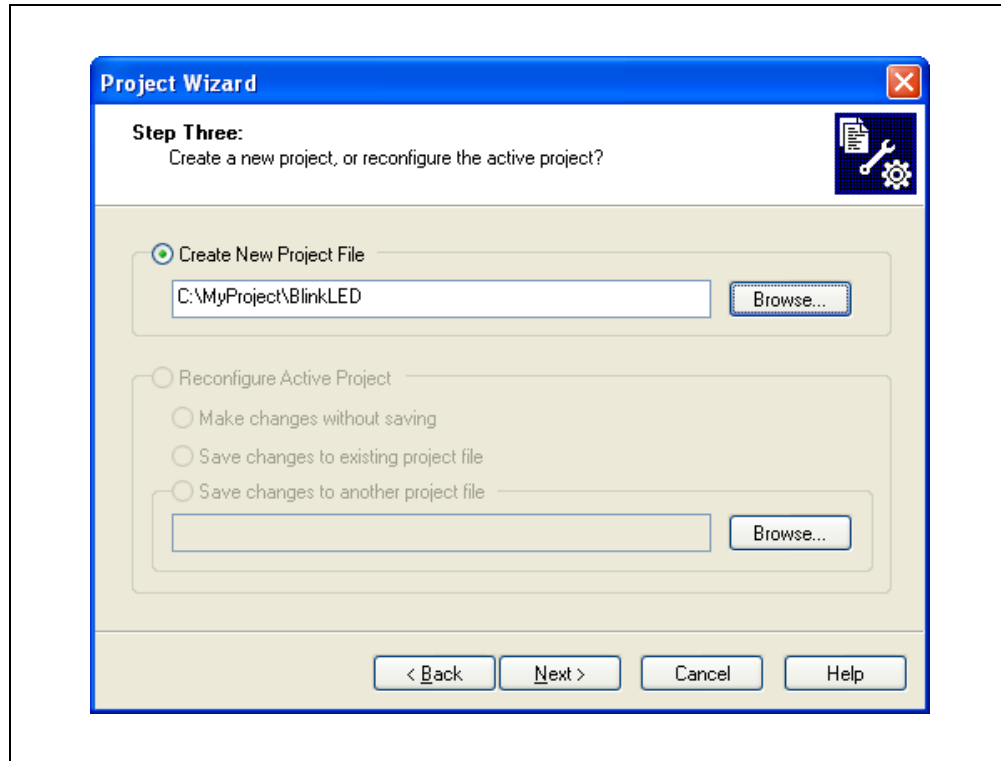 Project Wizard
Step Three:
Create a new project, or reconfigure the active project?
Create New Project File
C:\MyProject\BlinkLED
Browse...
Reconfigure Active Project
Make changes without saving
Save changes to existing project file
Save changes to another project file
Browse...
< Back
Next >
Cancel
Help